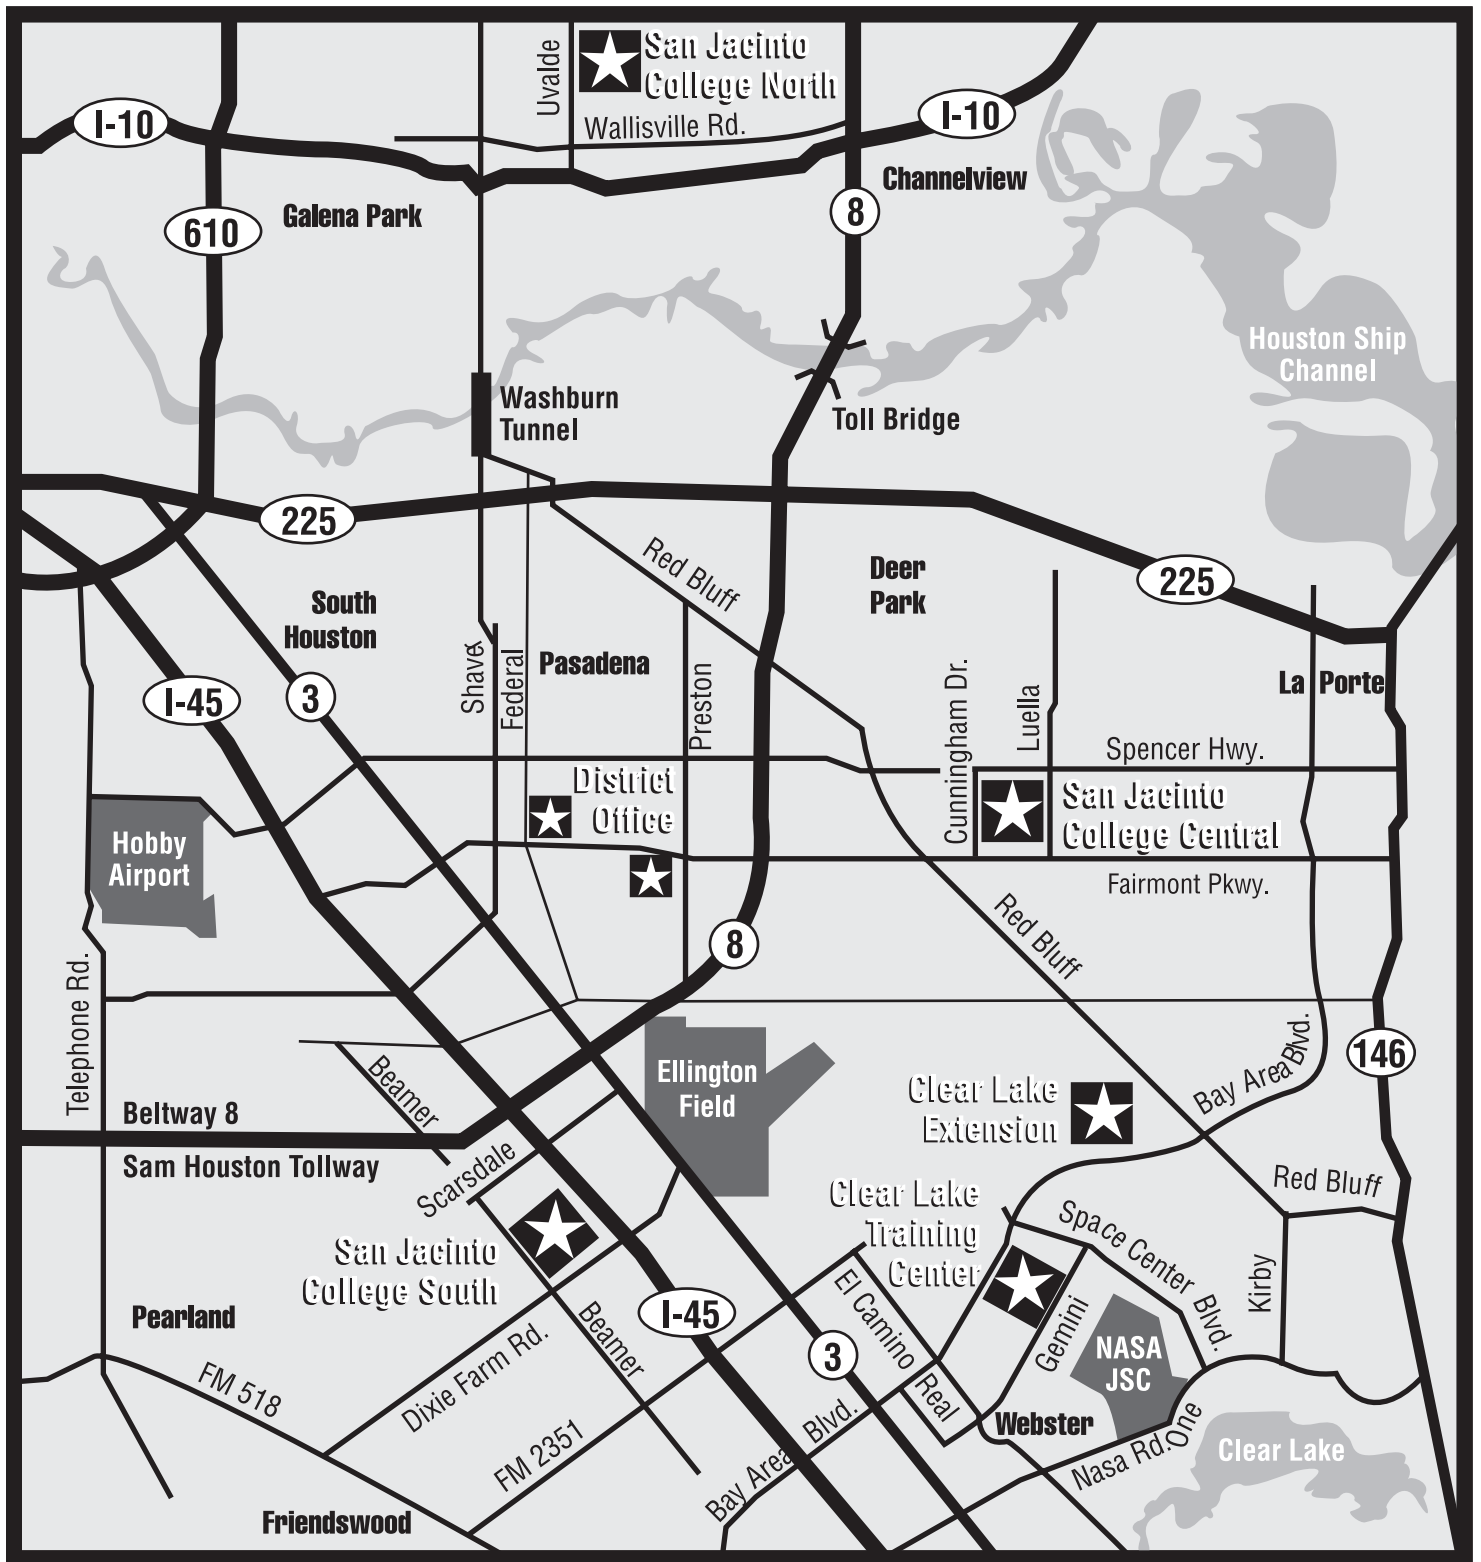 San Jacinto
College North
Uvalde
Wallisville Rd.
I-10
I-10
Channelview
8
Galena Park
610
Houston Ship
Channel
Washburn
Tunnel
Toll Bridge
225
Red Bluff
Deer
Park
225
South
Houston
Shaver
Federal
Pasadena
Preston
Cunningham Dr.
Luella
La Porte
I-45
3
Spencer Hwy.
District
Office
San Jacinto
College Central
Hobby
Airport
Fairmont Pkwy.
8
Red Bluff
Telephone Rd.
Ellington
Field
Beamer
Bay Area Blvd.
146
Clear Lake
Extension
Beltway 8
Sam Houston Tollway
Scarsdale
Red Bluff
Clear Lake
Training
Center
Space Center Blvd.
San Jacinto
College South
El Camino Real
Kirby
Pearland
I-45
Beamer
Gemini
3
NASA
JSC
FM 518
Dixie Farm Rd.
Webster
Bay Area Blvd.
FM 2351
Nasa Rd. One
Clear Lake
Friendswood